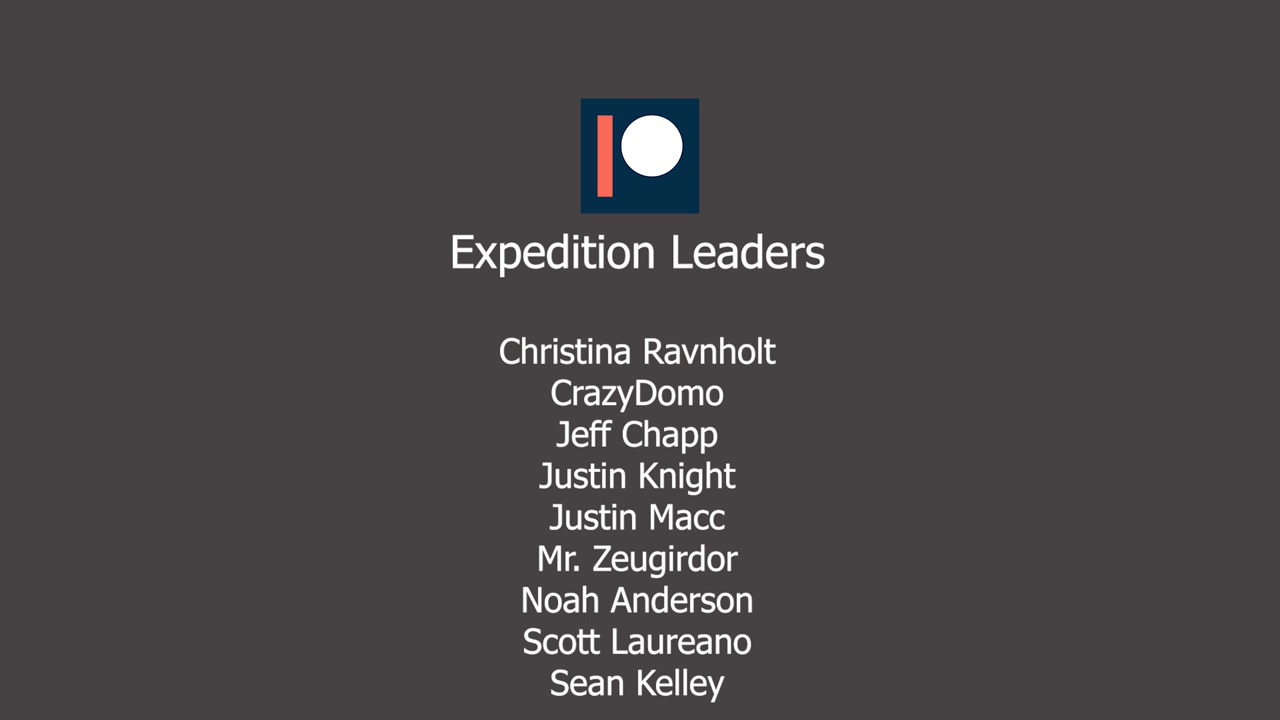 Expedition Leaders
Christina Ravnholt
CrazyDomo
Jeff Chapp
Justin Knight
Justin Macc
Mr. Zeugirdor
Noah Anderson
Scott Laureano
Sean Kelley